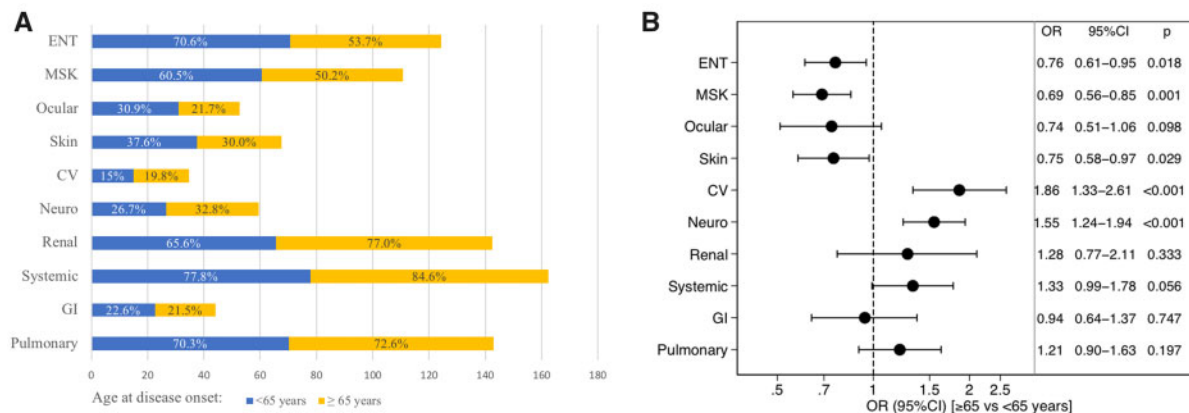 A
ENT 70.6% 53.7%
MSK 60.5% 50.2%
Ocular 30.9% 21.7%
Skin 37.6% 30.0%
CV 15% 19.8%
Neuro 26.7% 32.8%
Renal 65.6% 77.0%
Systemic 77.8% 84.6%
GI 22.6% 21.5%
Pulmonary 70.3% 72.6%
0 20 40 60 80 100 120 140 160 180
Age at disease onset: <65 years ≥ 65 years
B
OR 95%CI p
ENT 0.76 0.61–0.95 0.018
MSK 0.69 0.56–0.85 0.001
Ocular 0.74 0.51–1.06 0.098
Skin 0.75 0.58–0.97 0.029
CV 1.86 1.33–2.61 <0.001
Neuro 1.55 1.24–1.94 <0.001
Renal 1.28 0.77–2.11 0.333
Systemic 1.33 0.99–1.78 0.056
GI 0.94 0.64–1.37 0.747
Pulmonary 1.21 0.90–1.63 0.197
.5 0.7 1 1.5 2 2.5
OR (95%CI) [≥65 vs <65 years]